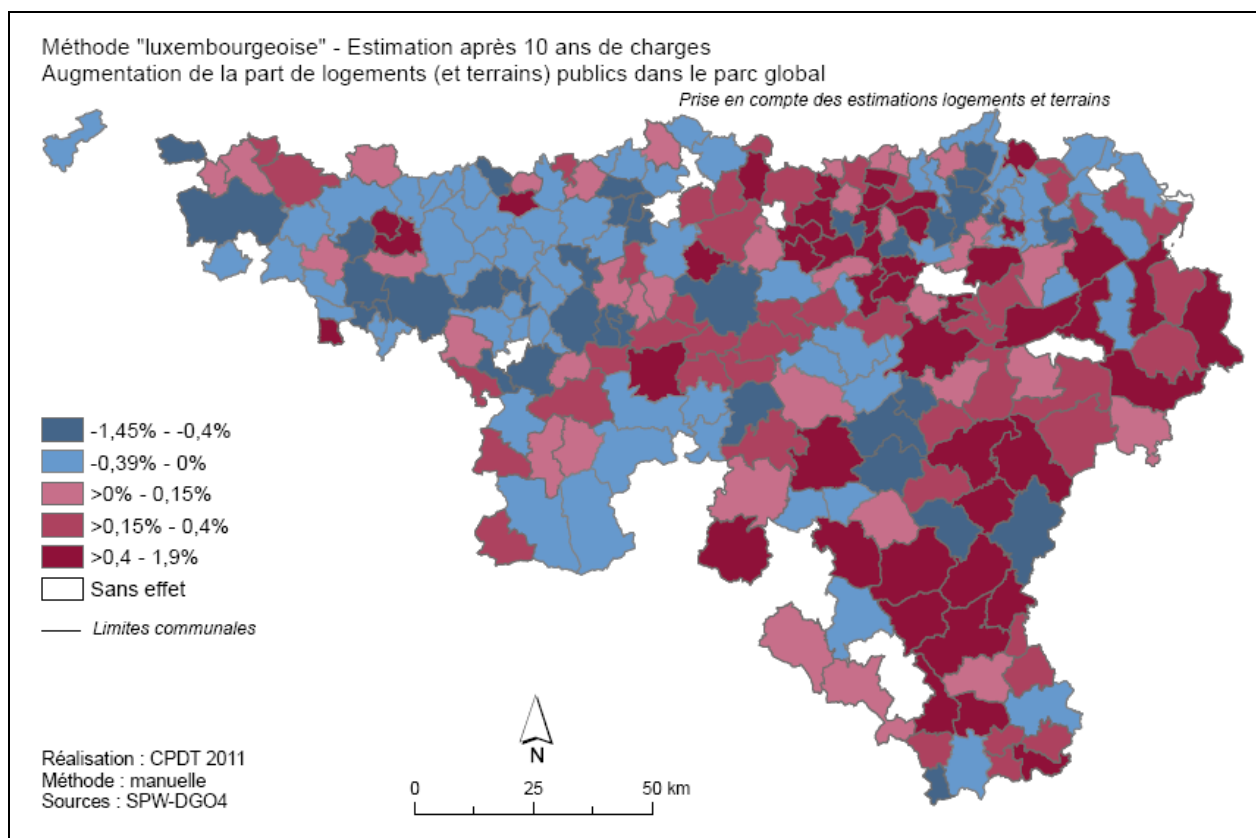 Méthode "luxembourgeoise" - Estimation après 10 ans de charges
Augmentation de la part de logements (et terrains) publics dans le parc global
Prise en compte des estimations logements et terrains
-1,45% - -0,4%
-0,39% - 0%
>0% - 0,15%
>0,15% - 0,4%
>0,4 - 1,9%
Sans effet
Limites communales
N
Réalisation : CPDT 2011
Méthode : manuelle
Sources : SPW-DGO4
0 25 50 km